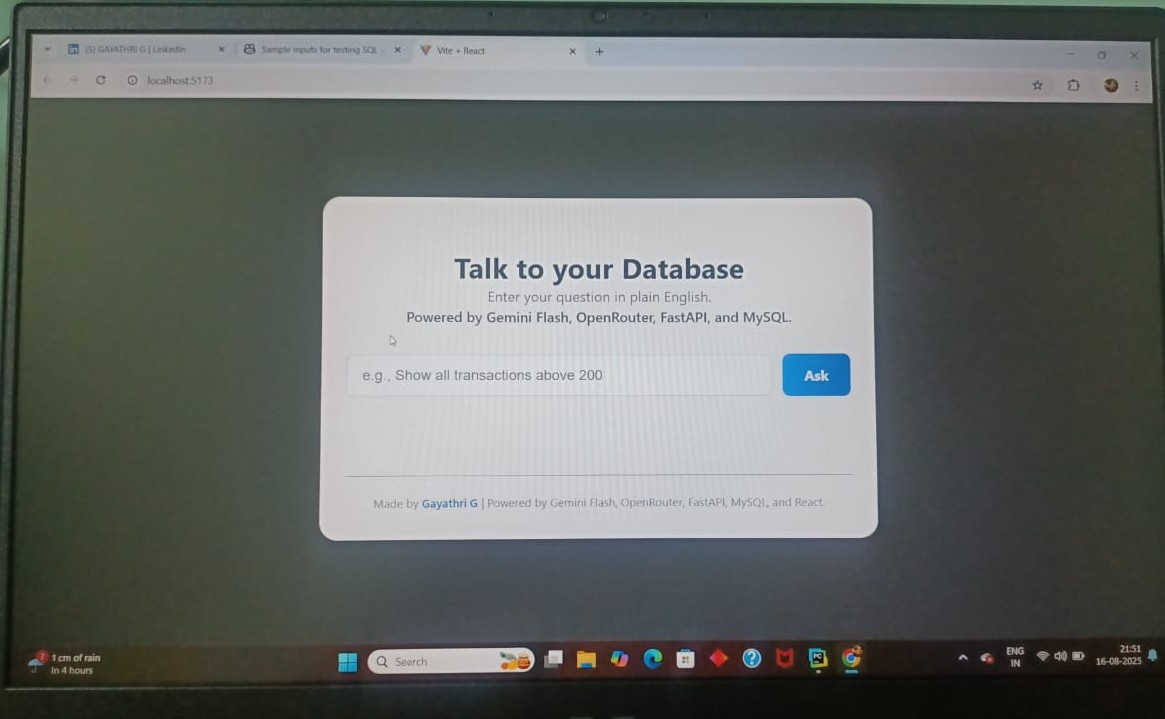 (5) GAYATHRI G | LinkedIn
Sample inputs for testing SQL
Vite + React
localhost:5173
Talk to your Database
Enter your question in plain English.
Powered by Gemini Flash, OpenRouter, FastAPI, and MySQL.
e.g., Show all transactions above 200
Ask
Made by Gayathri G | Powered by Gemini Flash, OpenRouter, FastAPI, MySQL, and React.
1 cm of rain
In 4 hours
Search
ENG
IN
21:51
16-08-2025